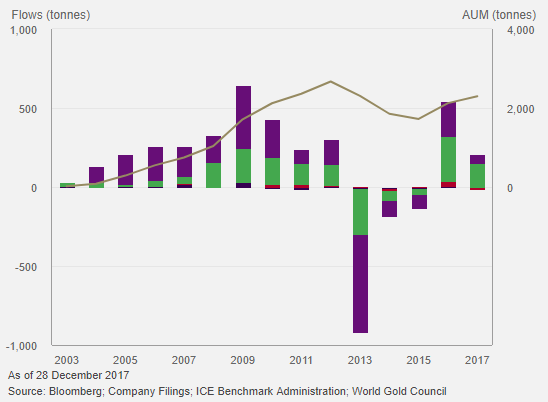 Flows (tonnes) AUM (tonnes)
1,000 4,000
500 2,000
0 0
-500
-1,000
2003 2005 2007 2009 2011 2013 2015 2017
As of 28 December 2017
Source: Bloomberg; Company Filings; ICE Benchmark Administration; World Gold Council